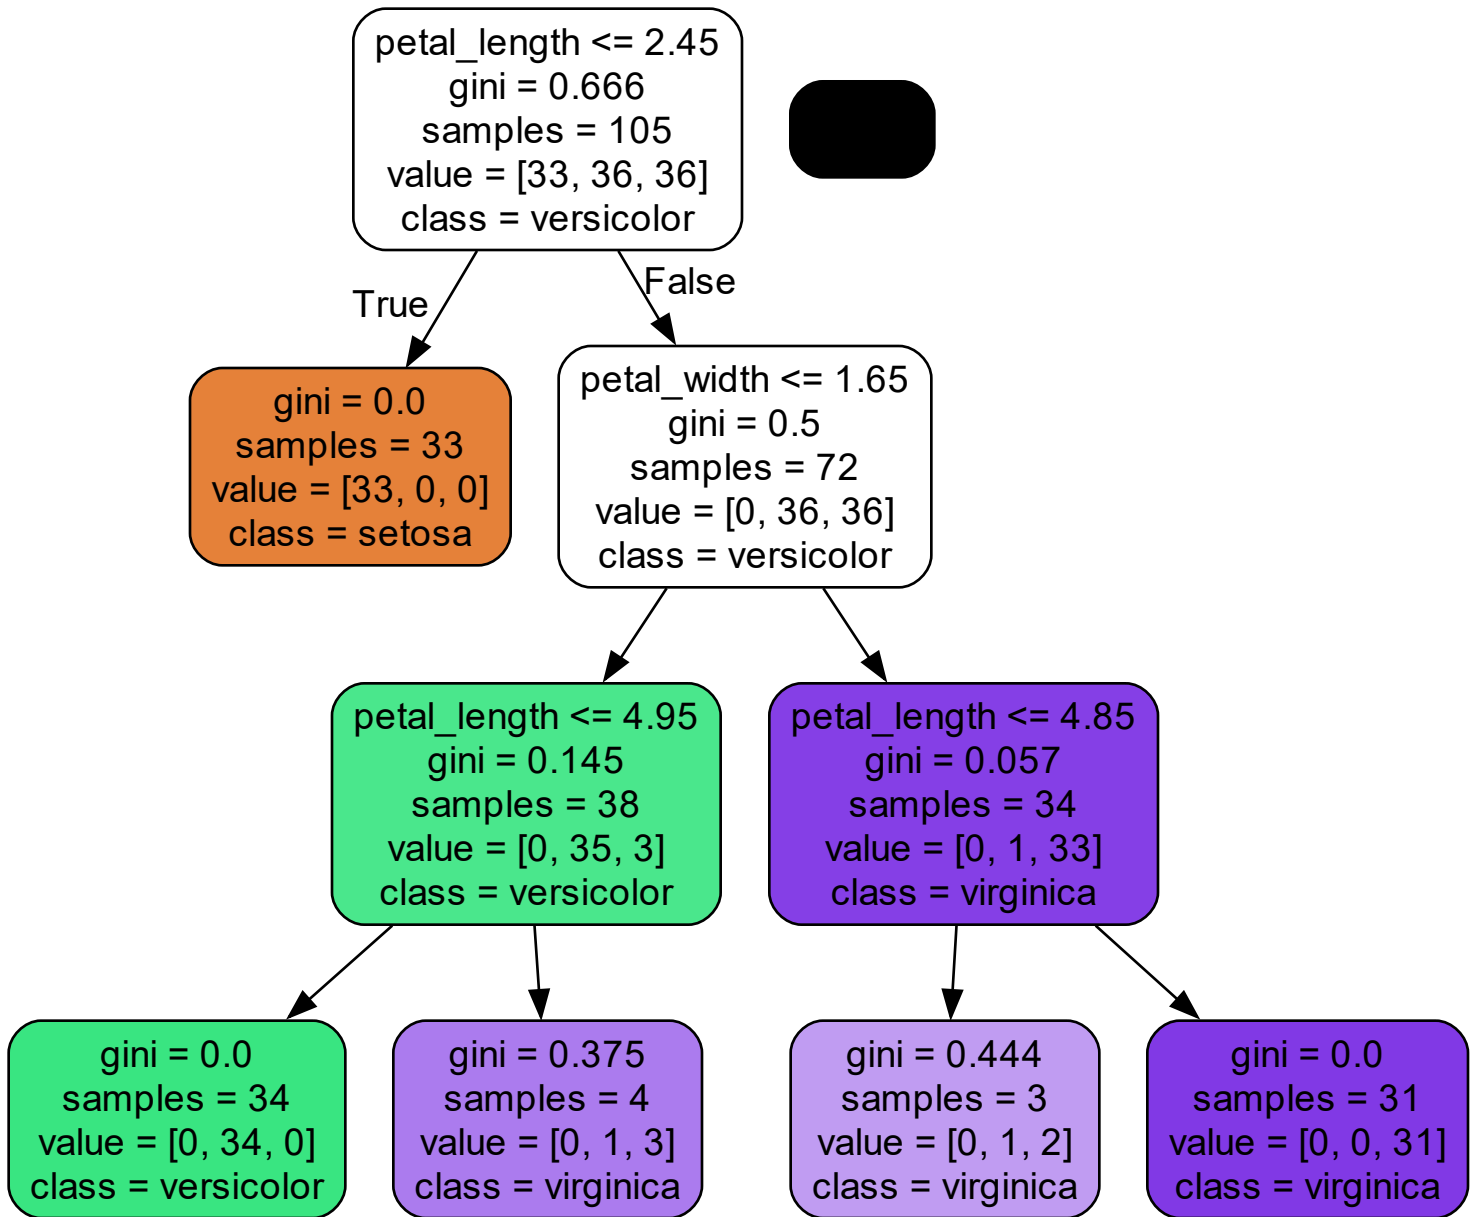 petal_length <= 2.45
gini = 0.666
samples = 105
value = [33, 36, 36]
class = versicolor
True
False
gini = 0.0
samples = 33
value = [33, 0, 0]
class = setosa
petal_width <= 1.65
gini = 0.5
samples = 72
value = [0, 36, 36]
class = versicolor
petal_length <= 4.95
gini = 0.145
samples = 38
value = [0, 35, 3]
class = versicolor
petal_length <= 4.85
gini = 0.057
samples = 34
value = [0, 1, 33]
class = virginica
gini = 0.0
samples = 34
value = [0, 34, 0]
class = versicolor
gini = 0.375
samples = 4
value = [0, 1, 3]
class = virginica
gini = 0.444
samples = 3
value = [0, 1, 2]
class = virginica
gini = 0.0
samples = 31
value = [0, 0, 31]
class = virginica